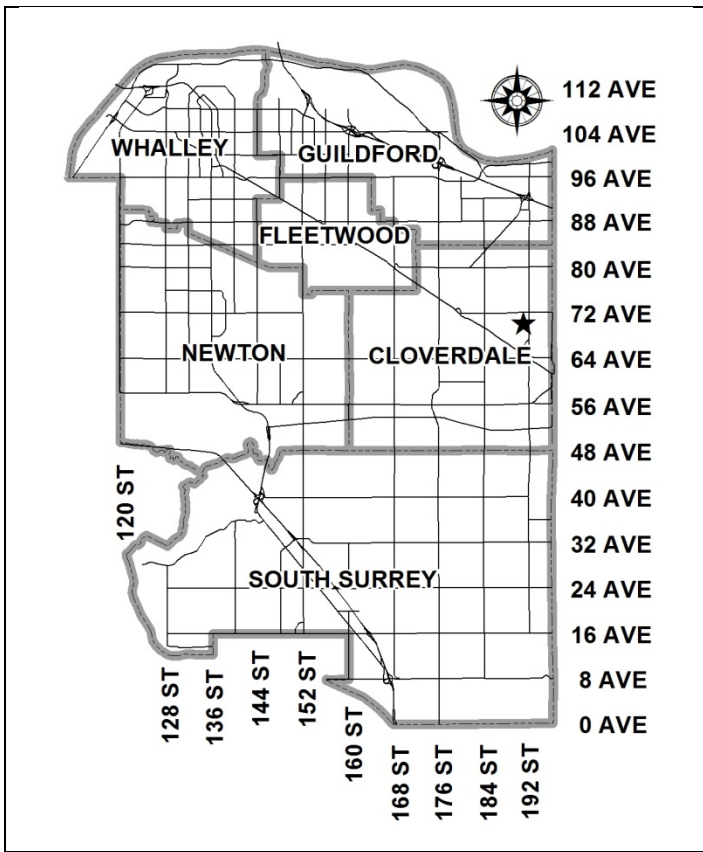 112 AVE
104 AVE
WHALLEY
GUILDFORD
96 AVE
88 AVE
FLEETWOOD
80 AVE
72 AVE
NEWTON
CLOVERDALE
64 AVE
56 AVE
48 AVE
120 ST
40 AVE
32 AVE
SOUTH SURREY
24 AVE
16 AVE
8 AVE
0 AVE
128 ST
136 ST
144 ST
152 ST
160 ST
168 ST
176 ST
184 ST
192 ST